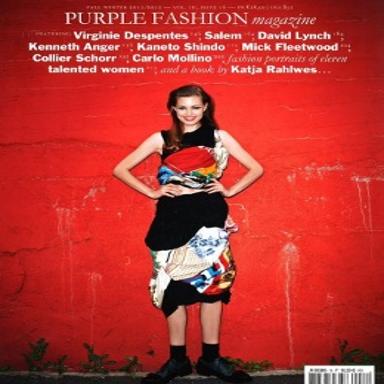 PURPLE FASHION magazine
FEATURING Virginie Despentes Salem David Lynch
Kenneth Anger Kaneto Shindo Mick Fleetwood
Collier Schorr Carlo Mollino fashion portraits of eleven
talented women and a book by Katja Rahlwes...